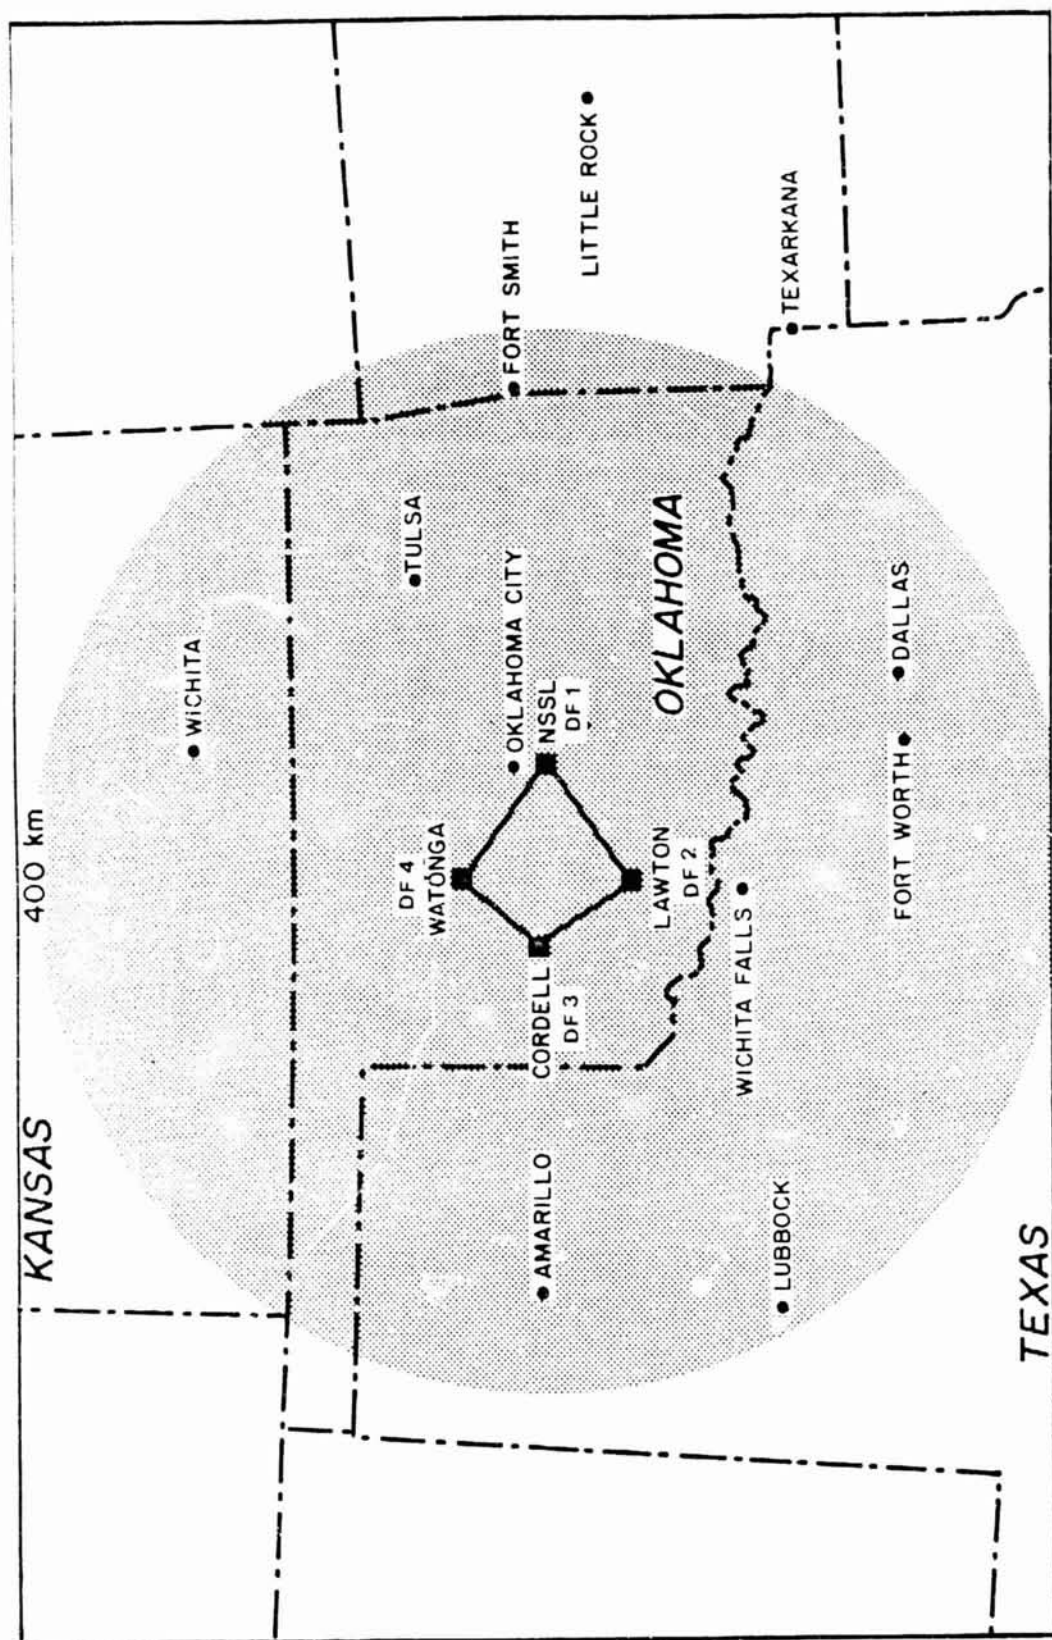 400 km
KANSAS
WICHITA
TULSA
DF 4
WATONGA
OKLAHOMA CITY
FORT SMITH
NSSL
DF 1
CORDELL
DF 3
AMARILLO
LITTLE ROCK
LAWTON
DF 2
OKLAHOMA
WICHITA FALLS
LUBBOCK
TEXARKANA
FORT WORTH
DALLAS
TEXAS